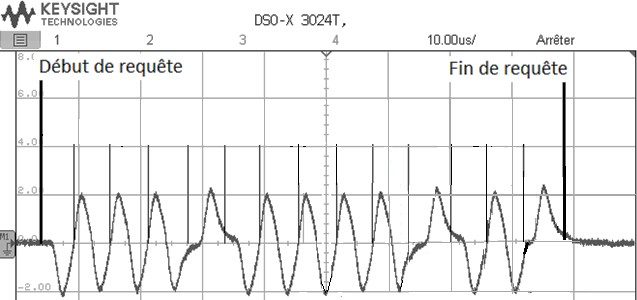 KEYSIGHT
TECHNOLOGIES
DSO-X 3024T,
1 2 3 4 10.00us/ Arrêter
8.0
Début de requête Fin de requête
6.0
4.0
2.0
M1
0.0
-2.00